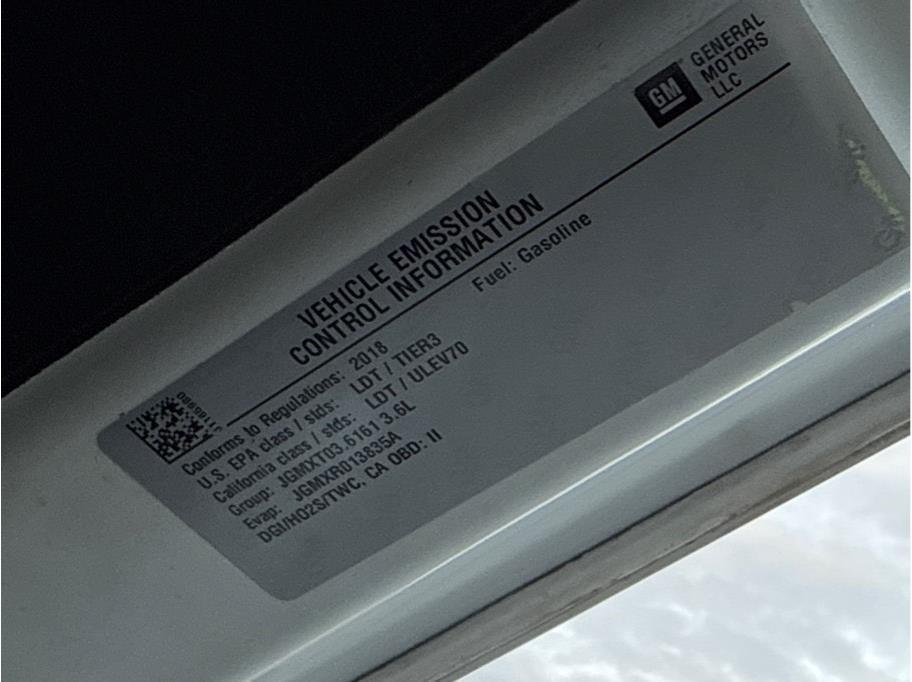 GM
GENERAL
MOTORS
LLC
VEHICLE EMISSION
CONTROL INFORMATION
Conforms to Regulations: 2018
Fuel: Gasoline
U.S. EPA class / stds: LDT / TIER3
California class / stds: LDT / ULEV70
Group: JGMXT03.6161 3.6L
Evap: JGMXR013835A
DGI/HO2S/TWC, CA OBD: II